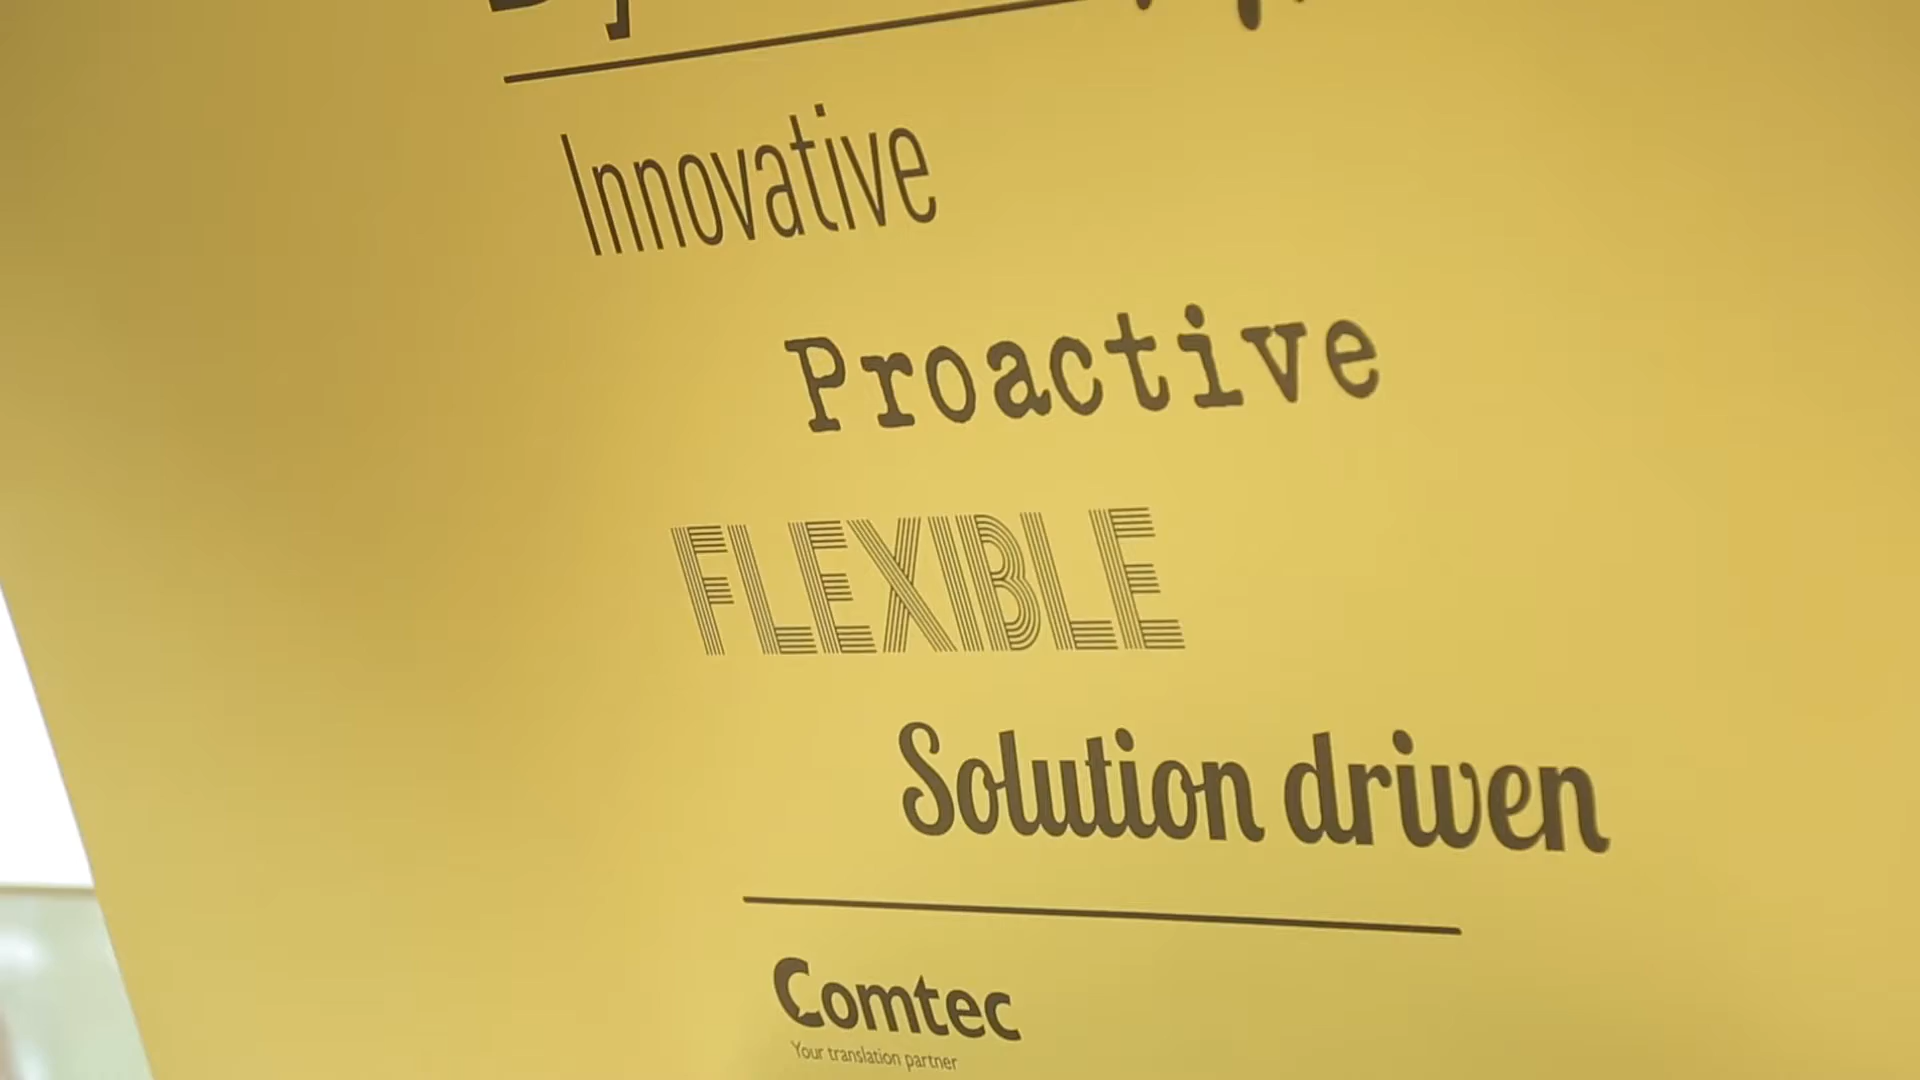 Innovative
Proactive
FLEXIBLE
Solution driven
Comtec
Your translation partner